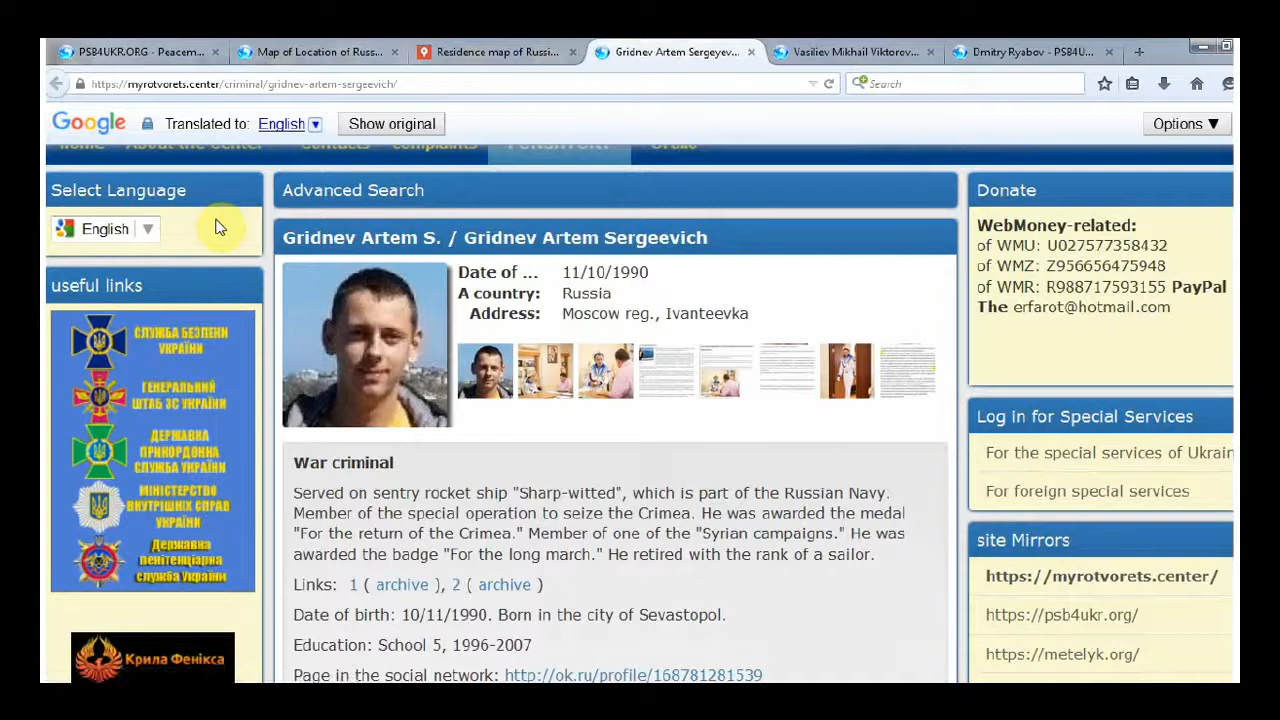 PSB4UKR.ORG - Peacem...
Map of Location of Russ...
Residence map of Russi...
Gridnev Artem Sergeyev...
Vasiliev Mikhail Viktorov...
Dmitry Ryabov - PSB4U...
https://myrotvorets.center/criminal/gridnev-artem-sergeevich/
Search
Google
Translated to: English
Show original
Options ▼
Home
About the Center
Contacts
complaints
Select Language
English
useful links
СЛУЖБА БЕЗПЕКИ
УКРАЇНИ
ГЕНЕРАЛЬНИЙ
ШТАБ ЗС УКРАЇНИ
ДЕРЖАВНА
ПРИКОРДОННА
СЛУЖБА УКРАЇНИ
МІНІСТЕРСТВО
ВНУТРІШНІХ СПРАВ
УКРАЇНИ
Державна
пенітенціарна
служба України
Крила Фенікса
Advanced Search
Gridnev Artem S. / Gridnev Artem Sergeevich
Date of ... 11/10/1990
A country: Russia
Address: Moscow reg., Ivanteevka
War criminal
Served on sentry rocket ship "Sharp-witted", which is part of the Russian Navy.
Member of the special operation to seize the Crimea. He was awarded the medal
"For the return of the Crimea." Member of one of the "Syrian campaigns." He was
awarded the badge "For the long march." He retired with the rank of a sailor.
Links: 1 ( archive ), 2 ( archive )
Date of birth: 10/11/1990. Born in the city of Sevastopol.
Education: School 5, 1996-2007
Page in the social network: http://ok.ru/profile/168781281539
Donate
WebMoney-related:
of WMU: U027577358432
of WMZ: Z956656475948
of WMR: R988717593155 PayPal
The erfarot@hotmail.com
Log in for Special Services
For the special services of Ukrain
For foreign special services
site Mirrors
https://myrotvorets.center/
https://psb4ukr.org/
https://metelyk.org/